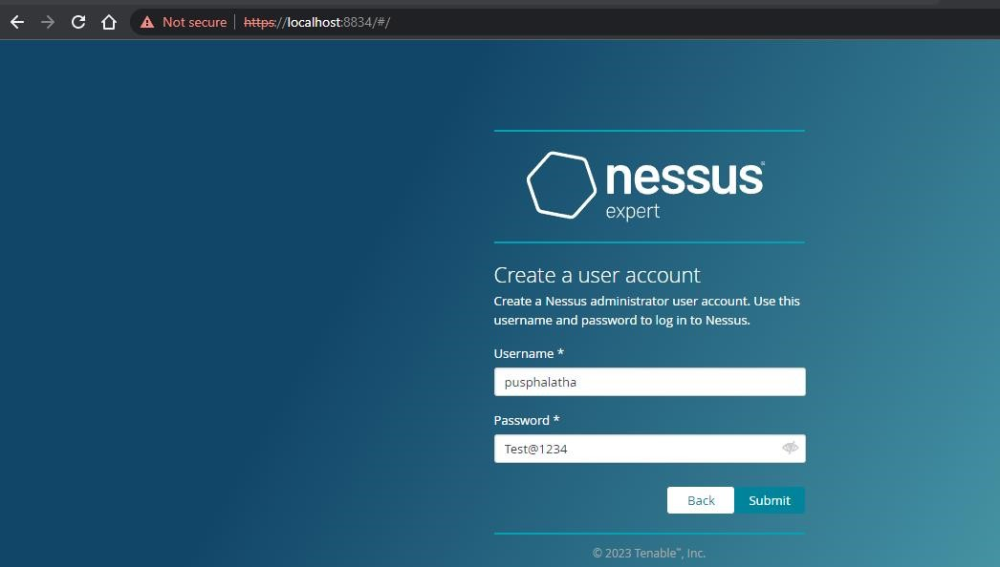 Not secure | https://localhost:8834/#/
nessus®
expert
Create a user account
Create a Nessus administrator user account. Use this
username and password to log in to Nessus.
Username *
pusphalatha
Password *
Test@1234
Back Submit
© 2023 Tenable™, Inc.